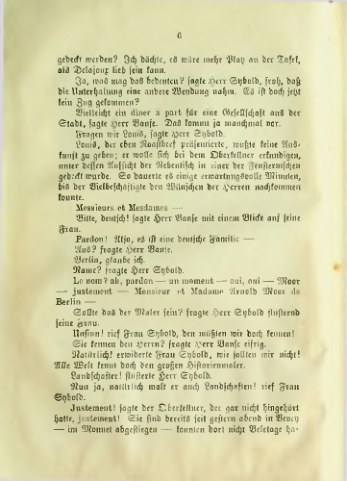 6
gedeckt werden? Ich dächte, es wäre mehr Platz an der Tafel,
als Delajoux lieb sein kann.
Ja, was mag das bedeuten? sagte Herr Sybold, froh, daß
die Unterhaltung eine andere Wendung nahm. Es ist doch jetzt
kein Zug gekommen?
Vielleicht ein diner à part für eine Gesellschaft aus der
Stadt, sagte Herr Banse. Das kommt ja manchmal vor.
Fragen wir Louis, sagte Herr Sybold.
Louis, der eben Roastbeef präsentierte, wußte keine Aus-
kunft zu geben; er wolle sich bei dem Oberkellner erkundigen,
unter dessen Aufsicht der Nebentisch in einer der Fensternischen
gedeckt wurde. So dauerte es einige erwartungsvolle Minuten,
bis der Vielbeschäftigte den Wünschen der Herren nachkommen
konnte.
Messieurs et Mesdames —
Bitte, deutsch! sagte Herr Banse mit einem Blicke auf seine
Frau.
Pardon! Also, es ist eine deutsche Familie —
Aus? fragte Herr Banse.
Berlin, glaube ich.
Name? fragte Herr Sybold.
Le nom? ah, pardon — un moment — oui, oui — Moor
— justement — Monsieur et Madame Arnold Moor de
Berlin —
Sollte das der Maler sein? fragte Herr Sybold flüsternd
seine Frau.
Unsinn! rief Frau Sybold, den müßten wir doch kennen!
Sie kennen den Herrn? fragte Herr Banse eifrig.
Natürlich! erwiderte Frau Sybold, wie sollten wir nicht!
Alle Welt kennt doch den großen Historienmaler.
Landschafter! flüsterte Herr Sybold.
Nun ja, natürlich malt er auch Landschaften! rief Frau
Sybold.
Justement! sagte der Oberkellner, der gar nicht hingehört
hatte, justement! Sie sind bereits seit gestern abend in Vevey
— im Monnet abgestiegen — konnten dort nicht Beletage ha-